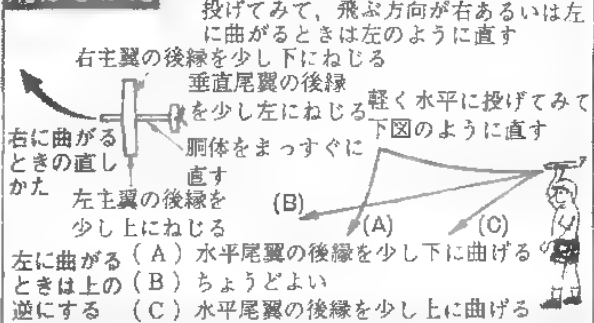 投げてみて，飛ぶ方向が右あるいは左
に曲がるときは左のように直す
右主翼の後縁を少し下にねじる
垂直尾翼の後縁
を少し左にねじる
胴体をまっすぐに
直す
右に曲がる
ときの直し
かた
左主翼の後縁を
少し上にねじる
軽く水平に投げてみて
下図のように直す
(B)
(A)
(C)
左に曲がる
ときは上の
逆にする
(A) 水平尾翼の後縁を少し下に曲げる
(B) ちょうどよい
(C) 水平尾翼の後縁を少し上に曲げる